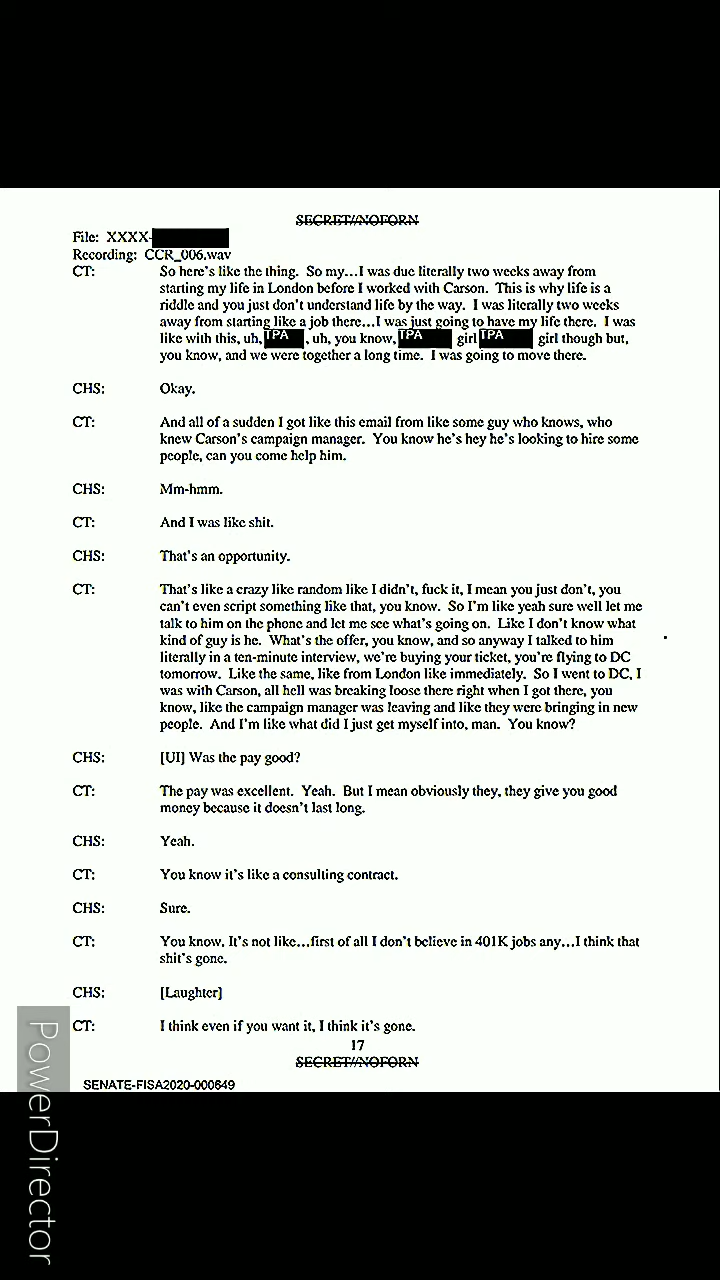 SECRET//NOFORN
File: XXXX-
Recording: CCR_006.wav
CT: So here's like the thing. So my...I was due literally two weeks away from
starting my life in London before I worked with Carson. This is why life is a
riddle and you just don't understand life by the way. I was literally two weeks
away from starting like a job there...I was just going to have my life there. I was
like with this, uh, TPA , uh, you know, TPA girl TPA girl though but,
you know, and we were together a long time. I was going to move there.
CHS: Okay.
CT: And all of a sudden I got like this email from like some guy who knows, who
knew Carson's campaign manager. You know he's hey he's looking to hire some
people, can you come help him.
CHS: Mm-hmm.
CT: And I was like shit.
CHS: That's an opportunity.
CT: That's like a crazy like random like I didn't, fuck it, I mean you just don't, you
can't even script something like that, you know. So I'm like yeah sure well let me
talk to him on the phone and let me see what's going on. Like I don't know what
kind of guy is he. What's the offer, you know, and so anyway I talked to him
literally in a ten-minute interview, we're buying your ticket, you're flying to DC
tomorrow. Like the same, like from London like immediately. So I went to DC, I
was with Carson, all hell was breaking loose there right when I got there, you
know, like the campaign manager was leaving and like they were bringing in new
people. And I'm like what did I just get myself into, man. You know?
CHS: [UI] Was the pay good?
CT: The pay was excellent. Yeah. But I mean obviously they, they give you good
money because it doesn't last long.
CHS: Yeah.
CT: You know it's like a consulting contract.
CHS: Sure.
CT: You know, It's not like...first of all I don't believe in 401K jobs any...I think that
shit's gone.
CHS: [Laughter]
CT: I think even if you want it, I think it's gone.
17
SECRET//NOFORN
SENATE-FISA2020-000649
PowerDirector